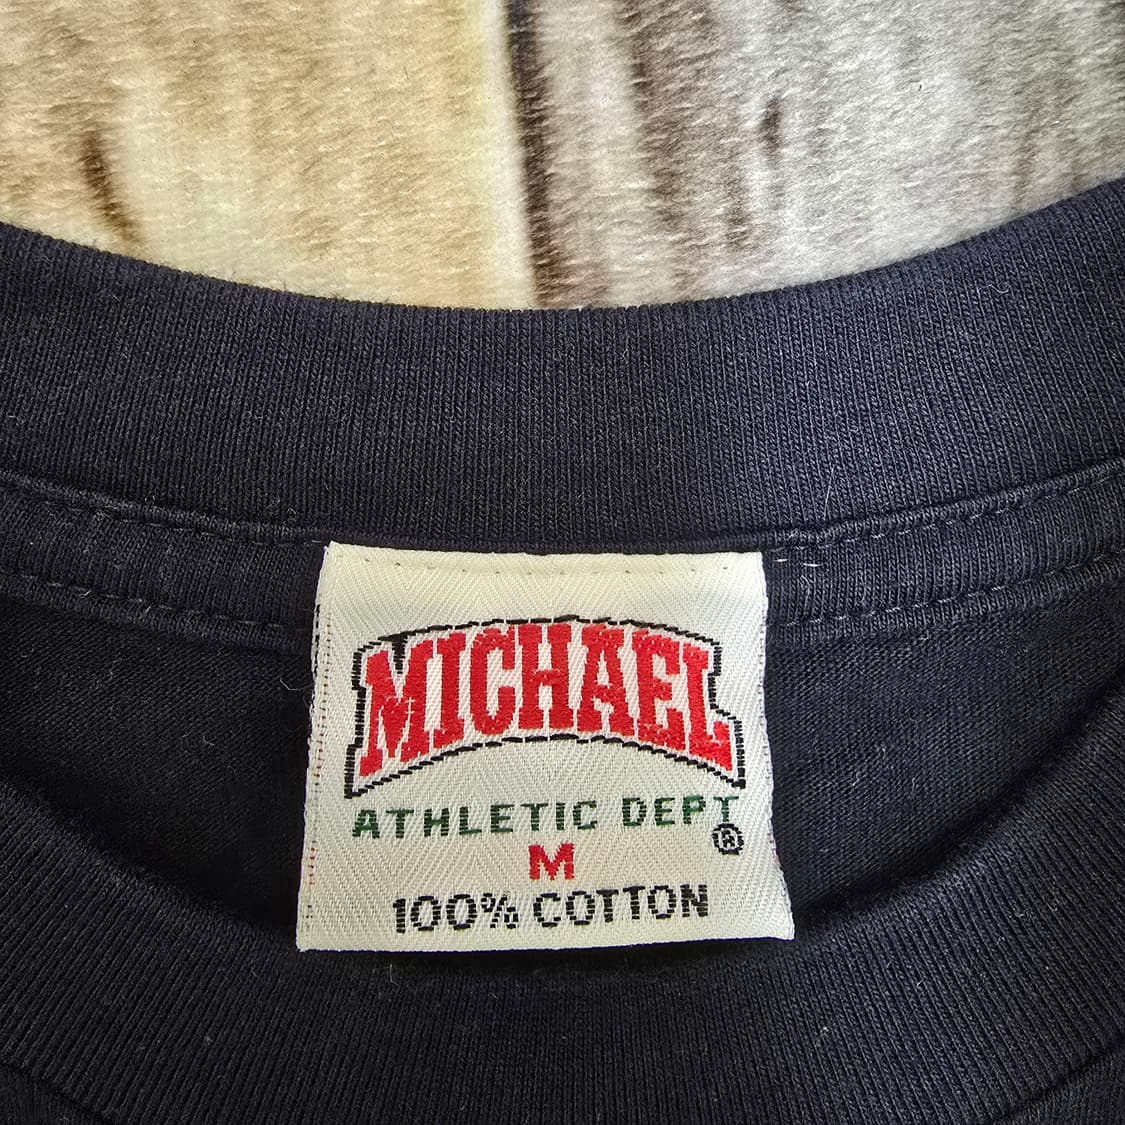 MICHAEL
ATHLETIC DEPT
®
M
100% COTTON